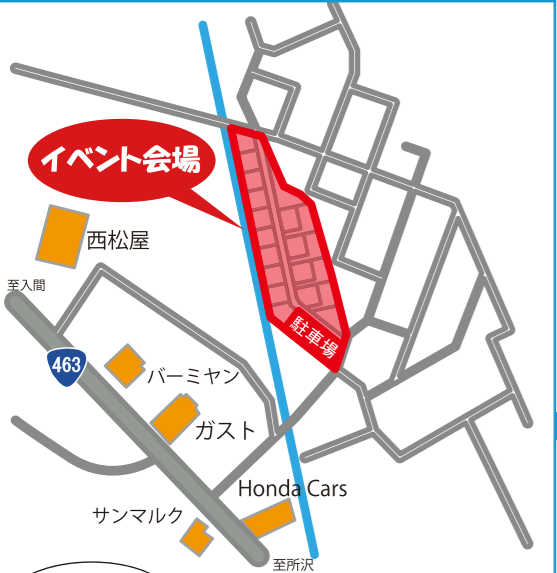 イベント会場
西松屋
至入間
駐車場
463
バーミヤン
ガスト
Honda Cars
サンマルク
至所沢